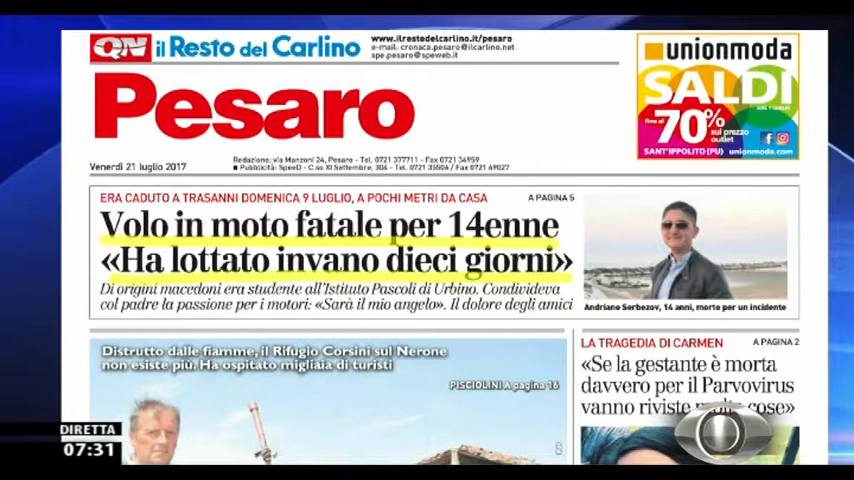 QN il Resto del Carlino
www.ilrestodelcarlino.it/pesaro
e-mail: cronaca.pesaro@ilcarlino.net
spe.pesaro@speweb.it
Pesaro
Venerdì 21 luglio 2017
Redazione: via Manzoni 24, Pesaro - Tel. 0721 377711 - Fax 0721 34959
■ Pubblicità: SpeeD - C.so XI Settembre, 304 - Tel. 0721 35504 / Fax 0721 69027
unionmoda
SALDI
fino al
70%
sul prezzo
outlet
SANT'IPPOLITO (PU) unionmoda.com
ERA CADUTO A TRASANNI DOMENICA 9 LUGLIO, A POCHI METRI DA CASA
A PAGINA 5
Volo in moto fatale per 14enne
«Ha lottato invano dieci giorni»
Di origini macedoni era studente all'Istituto Pascoli di Urbino. Condivideva
col padre la passione per i motori: «Sarà il mio angelo». Il dolore degli amici
Andriano Serbezov, 14 anni, morto per un incidente
Distrutto dalle fiamme, il Rifugio Corsini sul Nerone
non esiste più. Ha ospitato migliaia di turisti
PISCIOLINI A pagina 16
LA TRAGEDIA DI CARMEN
A PAGINA 2
«Se la gestante è morta
davvero per il Parvovirus
vanno riviste molte cose»
DIRETTA
07:31